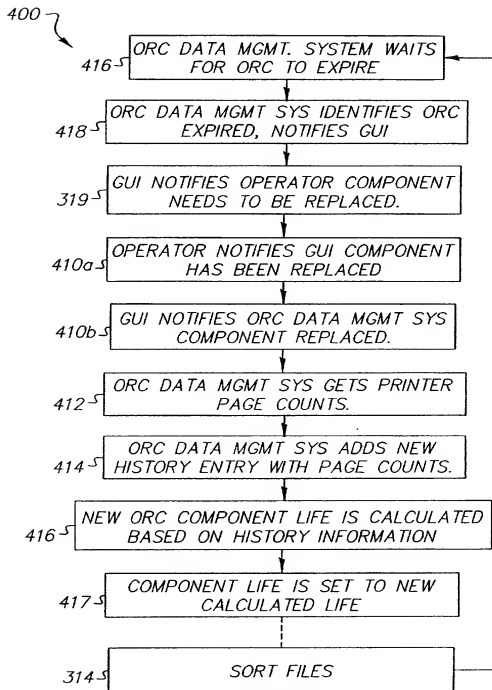 400
416 ORC DATA MGMT. SYSTEM WAITS
FOR ORC TO EXPIRE
418 ORC DATA MGMT SYS IDENTIFIES ORC
EXPIRED, NOTIFIES GUI
319 GUI NOTIFIES OPERATOR COMPONENT
NEEDS TO BE REPLACED.
410a OPERATOR NOTIFIES GUI COMPONENT
HAS BEEN REPLACED
410b GUI NOTIFIES ORC DATA MGMT SYS
COMPONENT REPLACED.
412 ORC DATA MGMT SYS GETS PRINTER
PAGE COUNTS.
414 ORC DATA MGMT SYS ADDS NEW
HISTORY ENTRY WITH PAGE COUNTS.
416 NEW ORC COMPONENT LIFE IS CALCULATED
BASED ON HISTORY INFORMATION
417 COMPONENT LIFE IS SET TO NEW
CALCULATED LIFE
314 SORT FILES